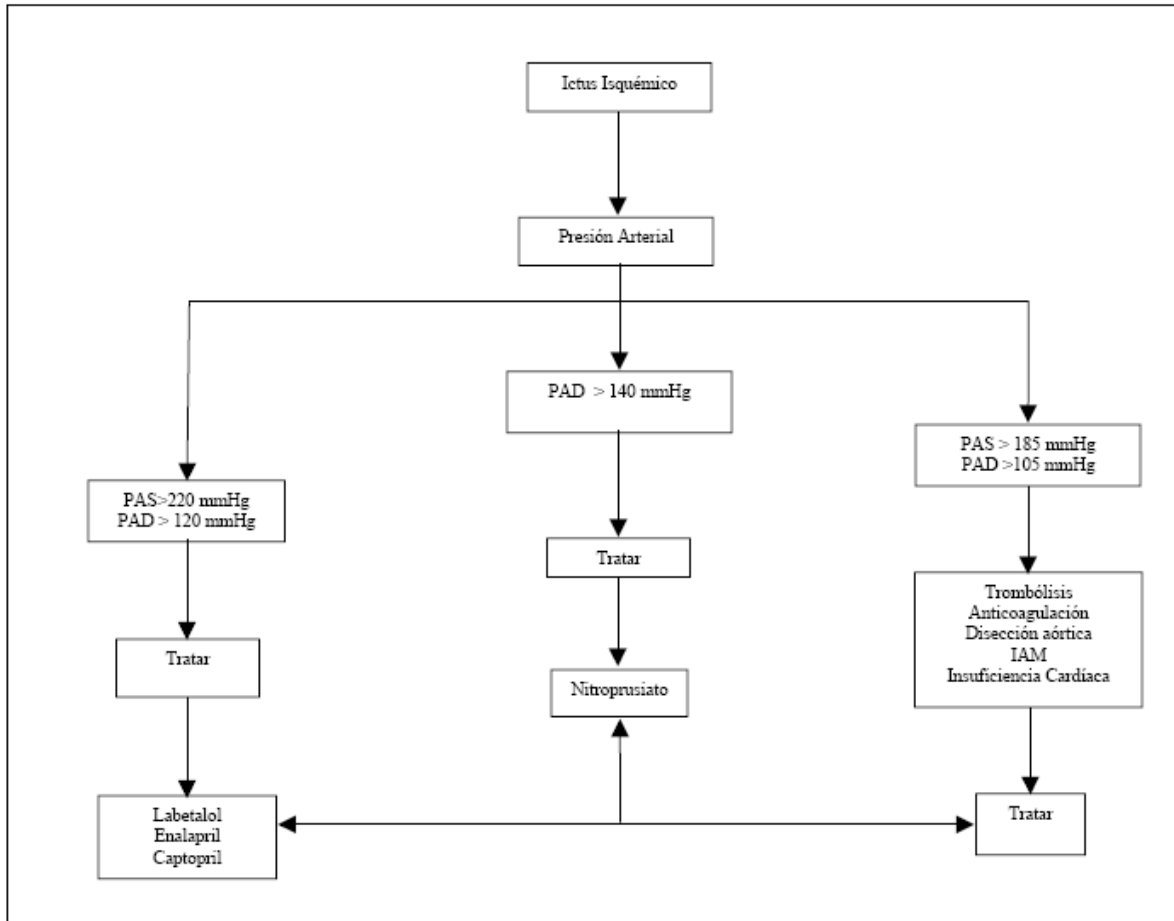 Ictus Isquémico
Presión Arterial
PAD > 140 mmHg
PAS > 185 mmHg
PAD >105 mmHg
PAS>220 mmHg
PAD > 120 mmHg
Tratar
Trombólisis
Anticoagulación
Disección aórtica
IAM
Insuficiencia Cardíaca
Tratar
Nitroprusiato
Labetalol
Enalapril
Captopril
Tratar